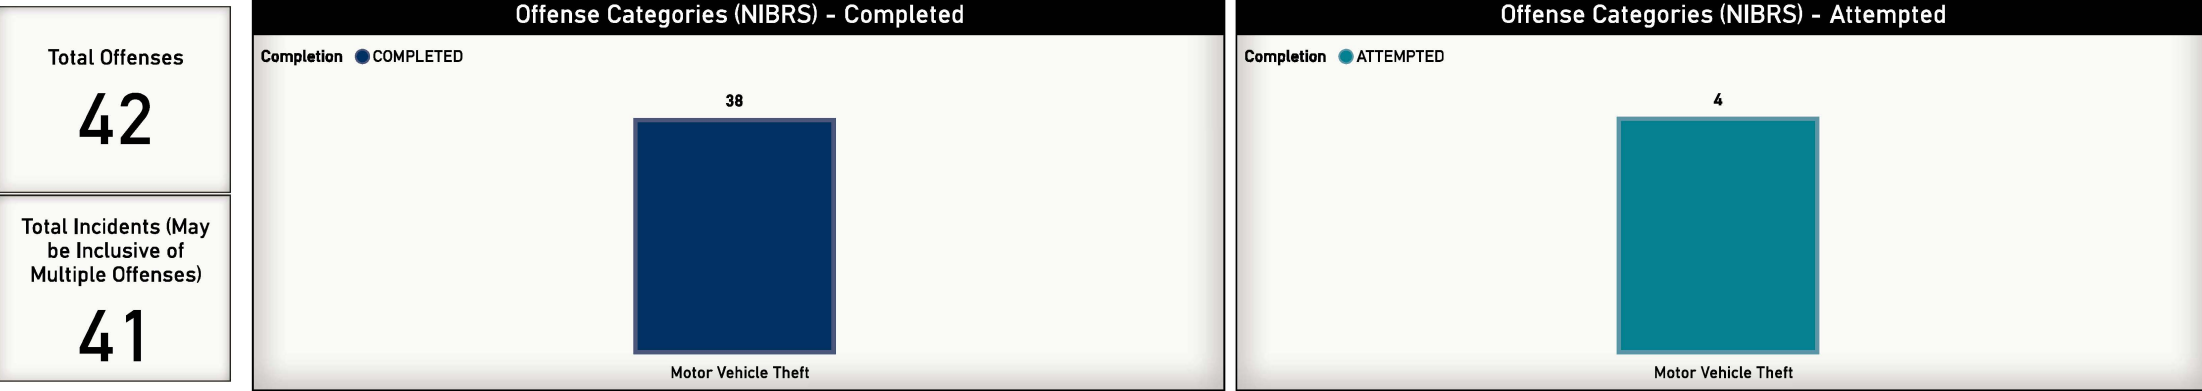 Total Offenses
42
Total Incidents (May
be Inclusive of
Multiple Offenses)
41
Offense Categories (NIBRS) - Completed
Completion COMPLETED
38
Motor Vehicle Theft
Offense Categories (NIBRS) - Attempted
Completion ATTEMPTED
4
Motor Vehicle Theft